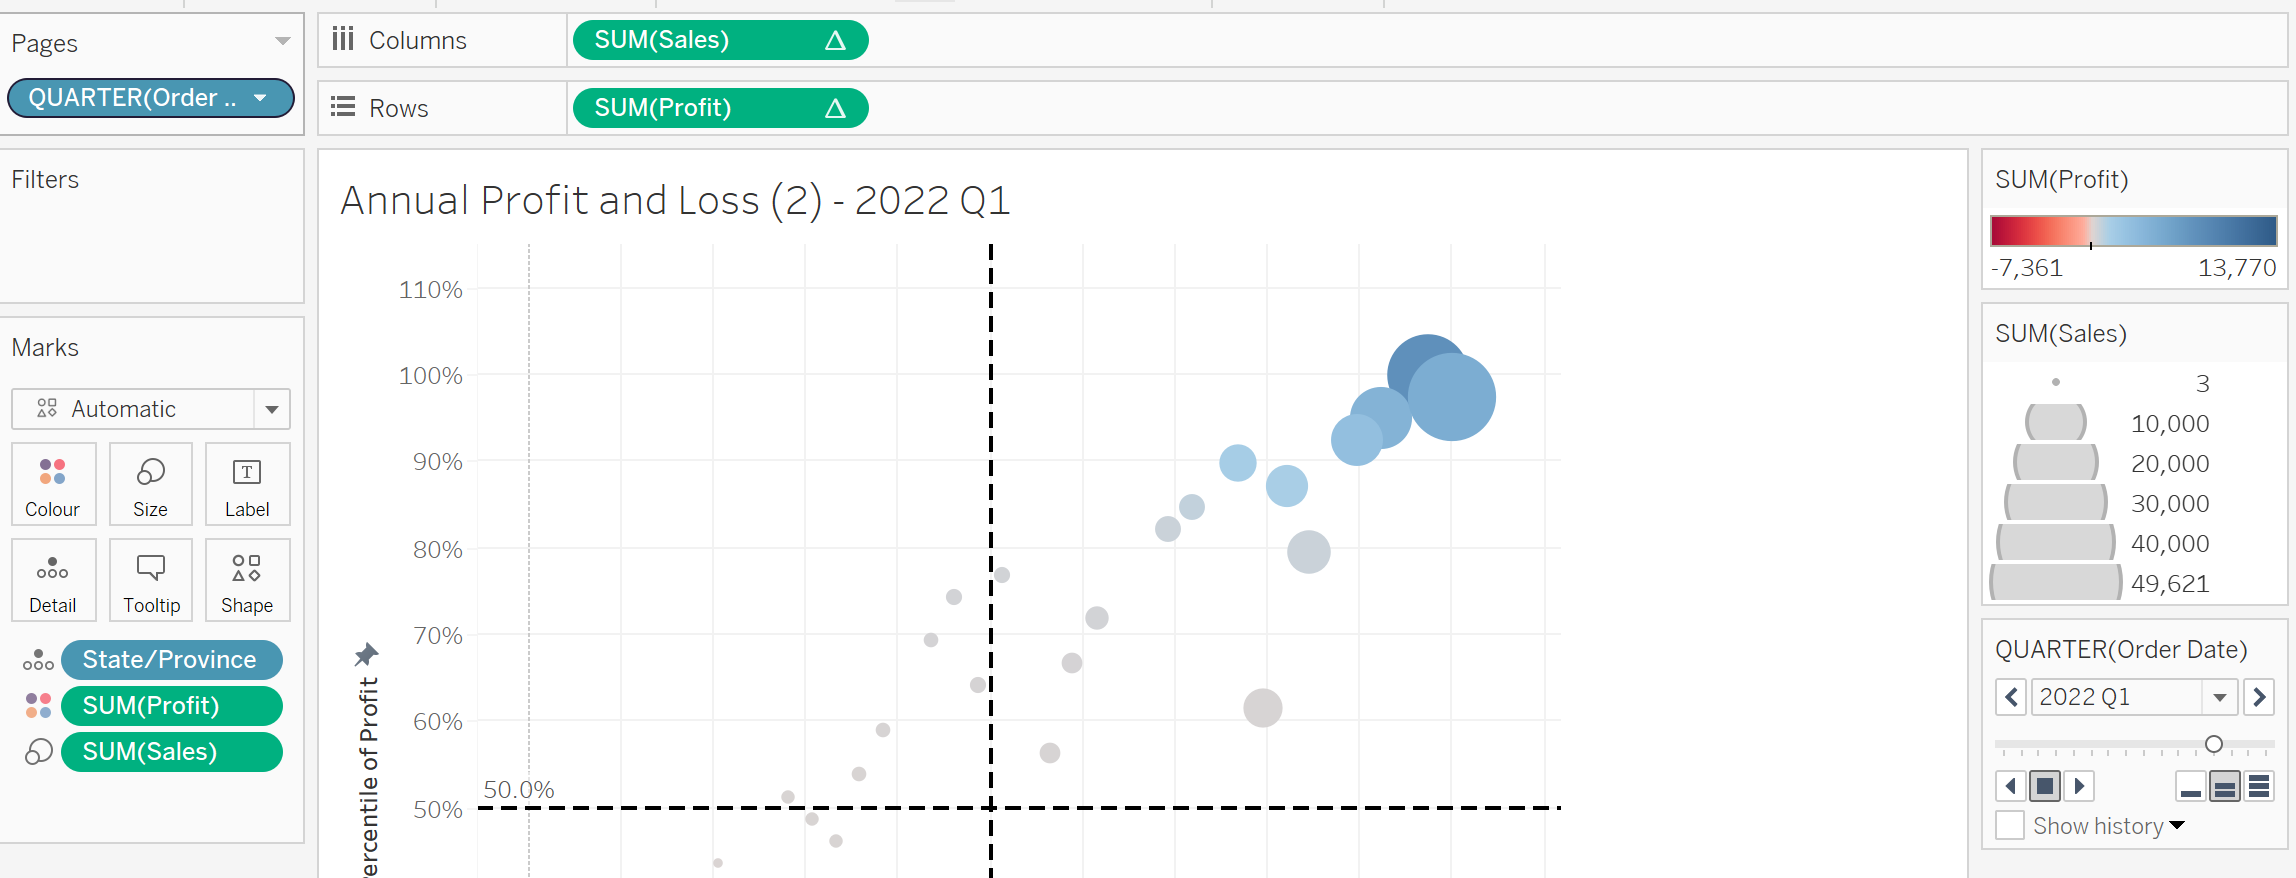 Pages
QUARTER(Order ..
Columns
SUM(Sales)
Rows
SUM(Profit)
Filters
Marks
Automatic
Colour
Size
T
Label
Detail
Tooltip
Shape
State/Province
SUM(Profit)
SUM(Sales)
Annual Profit and Loss (2) - 2022 Q1
110%
100%
90%
80%
70%
60%
50%
50.0%
ercentile of Profit
SUM(Profit)
-7,361
13,770
SUM(Sales)
3
10,000
20,000
30,000
40,000
49,621
QUARTER(Order Date)
2022 Q1
Show history